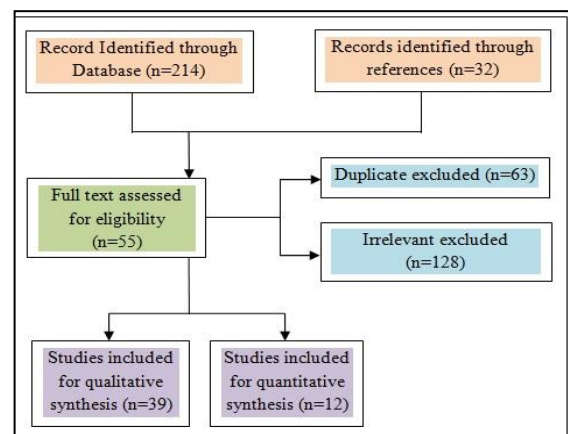 Record Identified through
Database (n=214)
Records identified through
references (n=32)
Duplicate excluded (n=63)
Full text assessed
for eligibility
(n=55)
Irrelevant excluded
(n=128)
Studies included
for qualitative
synthesis (n=39)
Studies included
for quantitative
synthesis (n=12)